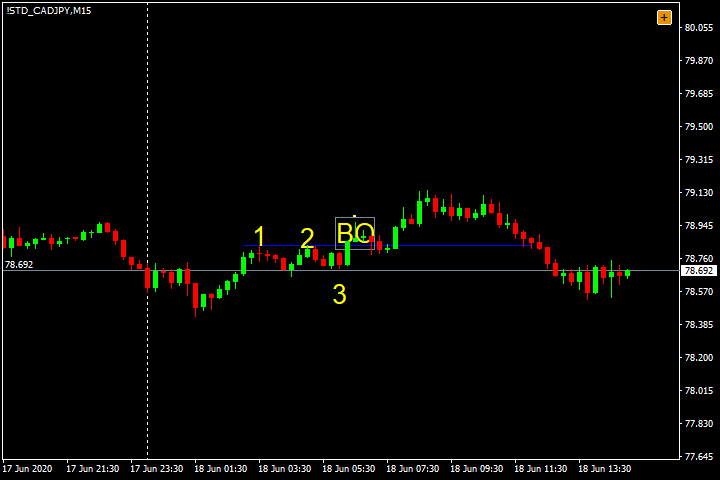 !STD_CADJPY,M15
+
80.055
79.870
79.685
79.500
79.315
79.130
78.945
78.760
78.692
78.692
78.570
78.385
78.200
78.015
77.830
77.645
1
2
BO
3
17 Jun 2020
17 Jun 21:30
17 Jun 23:30
18 Jun 01:30
18 Jun 03:30
18 Jun 05:30
18 Jun 07:30
18 Jun 09:30
18 Jun 11:30
18 Jun 13:30